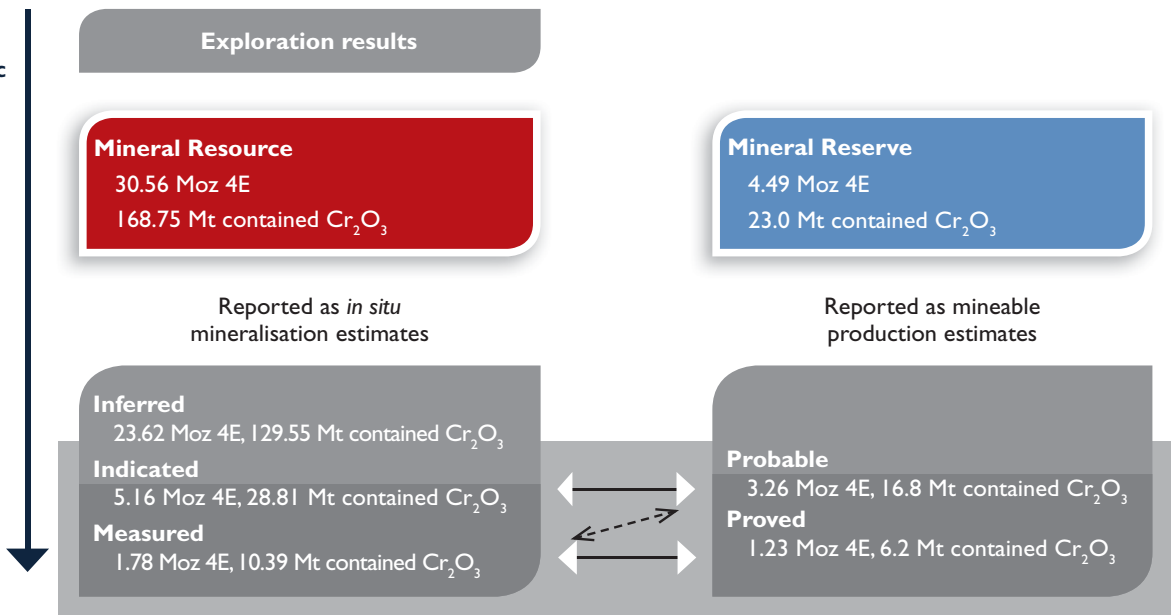 Exploration results
c
Mineral Resource
30.56 Moz 4E
168.75 Mt contained Cr₂O₃
Mineral Reserve
4.49 Moz 4E
23.0 Mt contained Cr₂O₃
Reported as in situ
mineralisation estimates
Reported as mineable
production estimates
Inferred
23.62 Moz 4E, 129.55 Mt contained Cr₂O₃
Indicated
5.16 Moz 4E, 28.81 Mt contained Cr₂O₃
Measured
1.78 Moz 4E, 10.39 Mt contained Cr₂O₃
Probable
3.26 Moz 4E, 16.8 Mt contained Cr₂O₃
Proved
1.23 Moz 4E, 6.2 Mt contained Cr₂O₃